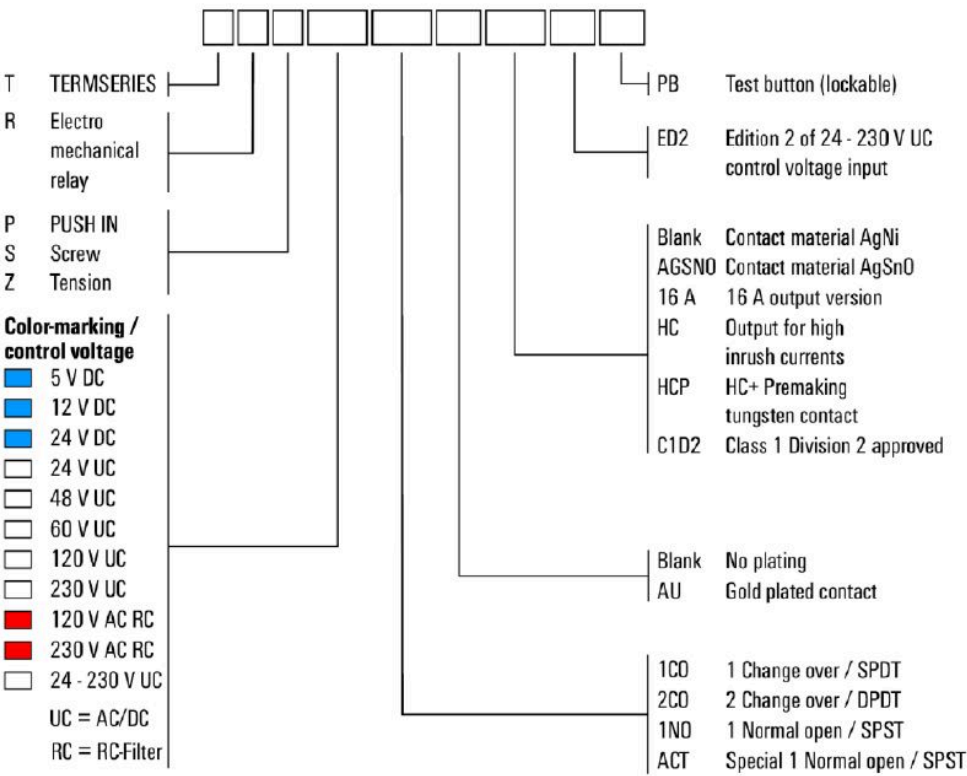 T TERMSERIES
R Electro
mechanical
relay
P PUSH IN
S Screw
Z Tension
Color-marking /
control voltage
5 V DC
12 V DC
24 V DC
24 V UC
48 V UC
60 V UC
120 V UC
230 V UC
120 V AC RC
230 V AC RC
24 - 230 V UC
UC = AC/DC
RC = RC-Filter
PB Test button (lockable)
ED2 Edition 2 of 24 - 230 V UC
control voltage input
Blank Contact material AgNi
AGSNO Contact material AgSnO
16 A 16 A output version
HC Output for high
inrush currents
HCP HC+ Premaking
tungsten contact
C1D2 Class 1 Division 2 approved
Blank No plating
AU Gold plated contact
1CO 1 Change over / SPDT
2CO 2 Change over / DPDT
1NO 1 Normal open / SPST
ACT Special 1 Normal open / SPST